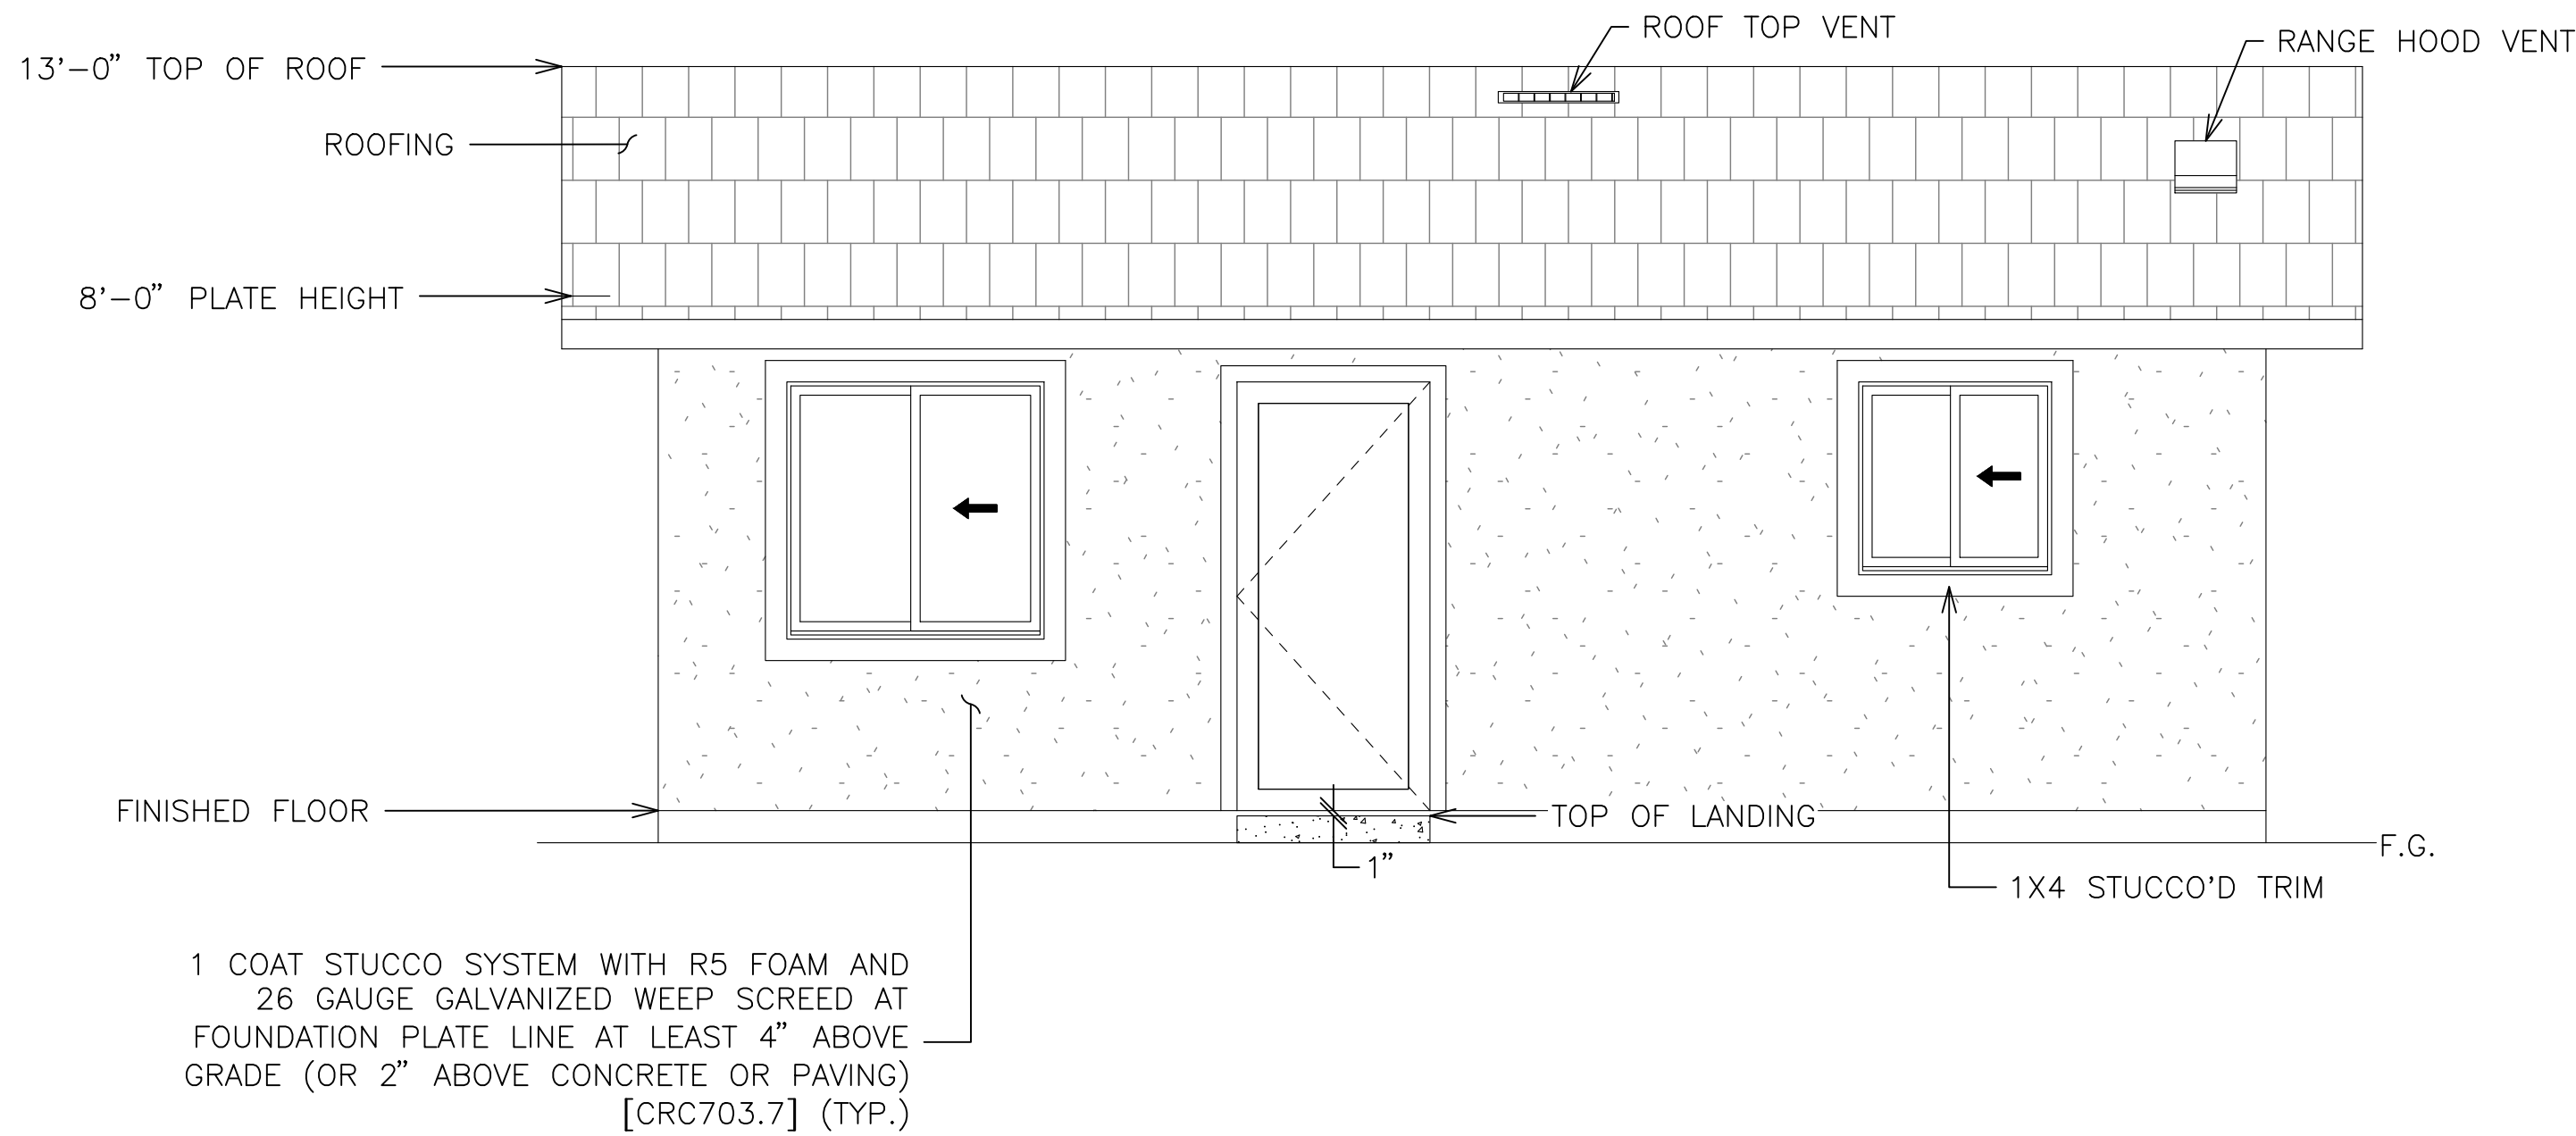 ROOF TOP VENT
RANGE HOOD VENT
13'-0" TOP OF ROOF
ROOFING
8'-0" PLATE HEIGHT
FINISHED FLOOR
TOP OF LANDING
F.G.
1"
1X4 STUCCO'D TRIM
1 COAT STUCCO SYSTEM WITH R5 FOAM AND
26 GAUGE GALVANIZED WEEP SCREED AT
FOUNDATION PLATE LINE AT LEAST 4" ABOVE
GRADE (OR 2" ABOVE CONCRETE OR PAVING)
[CRC703.7] (TYP.)